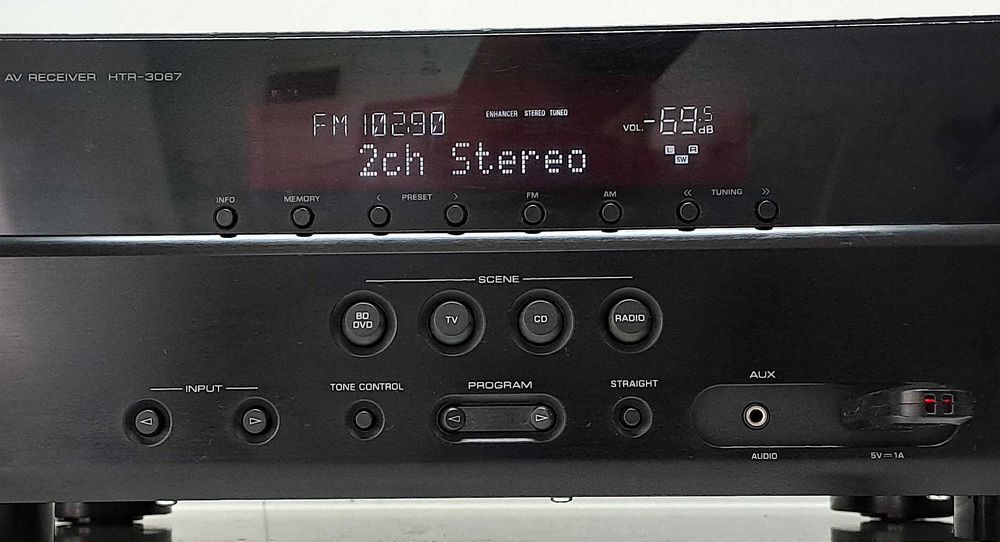 AV RECEIVER HTR-3067
FM 102.90 ENHANCER STEREO TUNED VOL. -69.5 dB
2ch Stereo L R SW
INFO MEMORY < PRESET > FM AM << TUNING >>
SCENE
BD DVD TV CD RADIO
INPUT TONE CONTROL PROGRAM STRAIGHT AUX
AUDIO 5V⎓1A